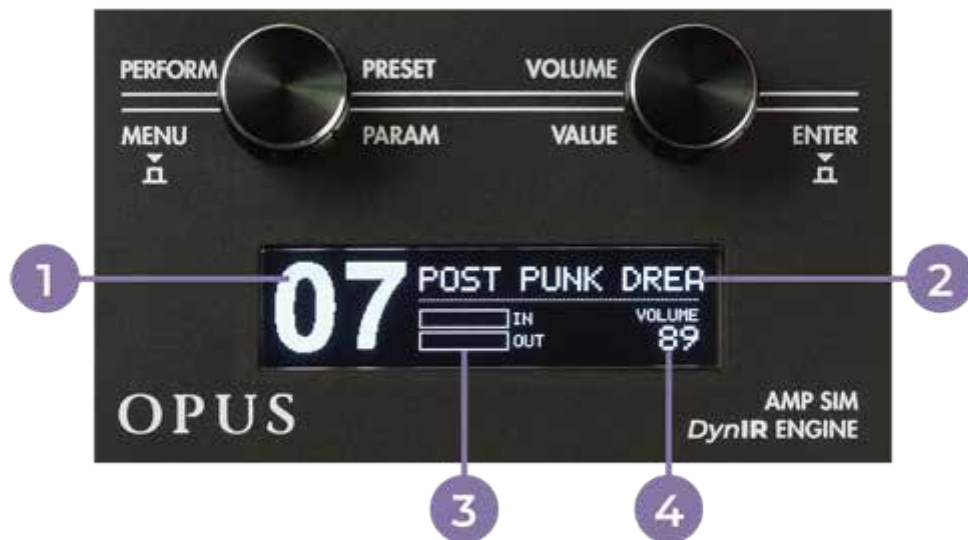 PERFORM PRESET VOLUME
MENU PARAM VALUE ENTER
1 07 POST PUNK DREA 2
IN VOLUME
OUT 89
OPUS AMP SIM
DynIR ENGINE
3 4